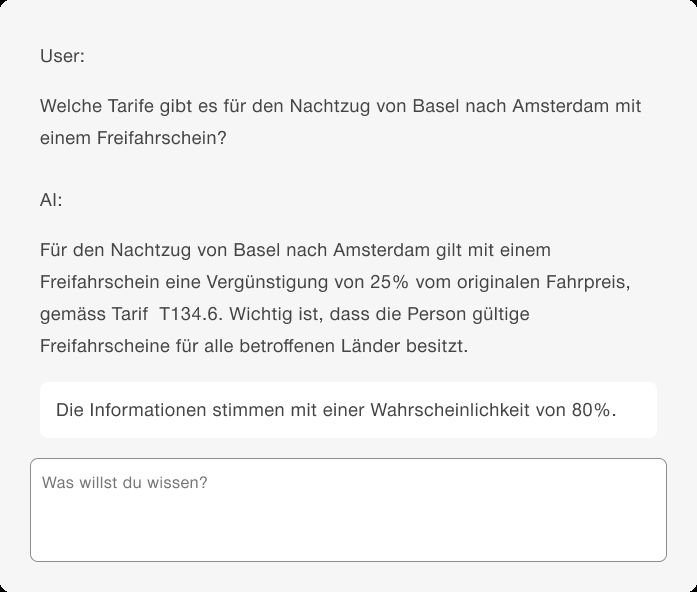 User:
Welche Tarife gibt es für den Nachtzug von Basel nach Amsterdam mit
einem Freifahrschein?
AI:
Für den Nachtzug von Basel nach Amsterdam gilt mit einem
Freifahrschein eine Vergünstigung von 25% vom originalen Fahrpreis,
gemäss Tarif  T134.6. Wichtig ist, dass die Person gültige
Freifahrscheine für alle betroffenen Länder besitzt.
Die Informationen stimmen mit einer Wahrscheinlichkeit von 80%.
Was willst du wissen?